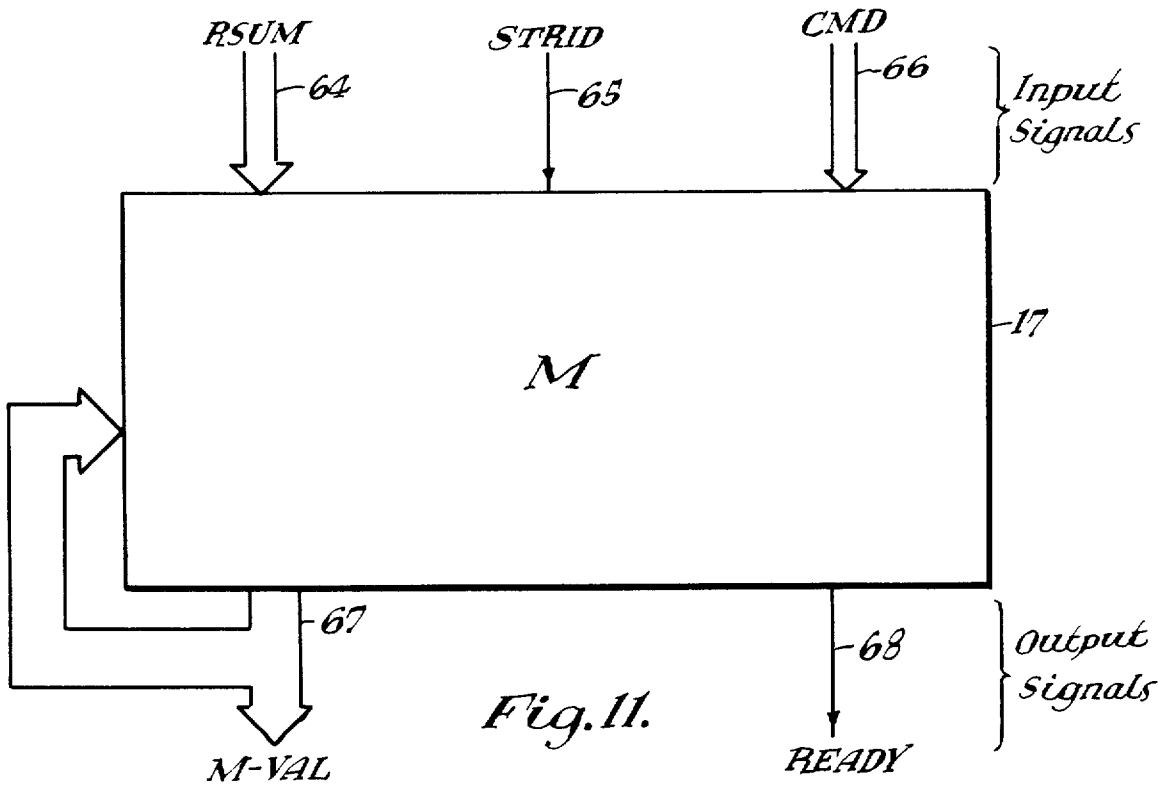 RSUM
STRID
CMD
64
65
66
Input
Signals
17
M
67
68
Output
Signals
Fig. 11.
M-VAL
READY